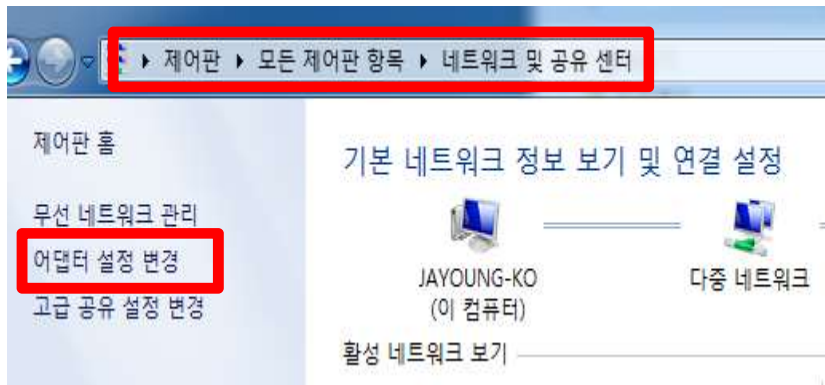 제어판 ▸ 모든 제어판 항목 ▸ 네트워크 및 공유 센터
제어판 홈
무선 네트워크 관리
어댑터 설정 변경
고급 공유 설정 변경
기본 네트워크 정보 보기 및 연결 설정
JAYOUNG-KO
(이 컴퓨터)
다중 네트워크
활성 네트워크 보기